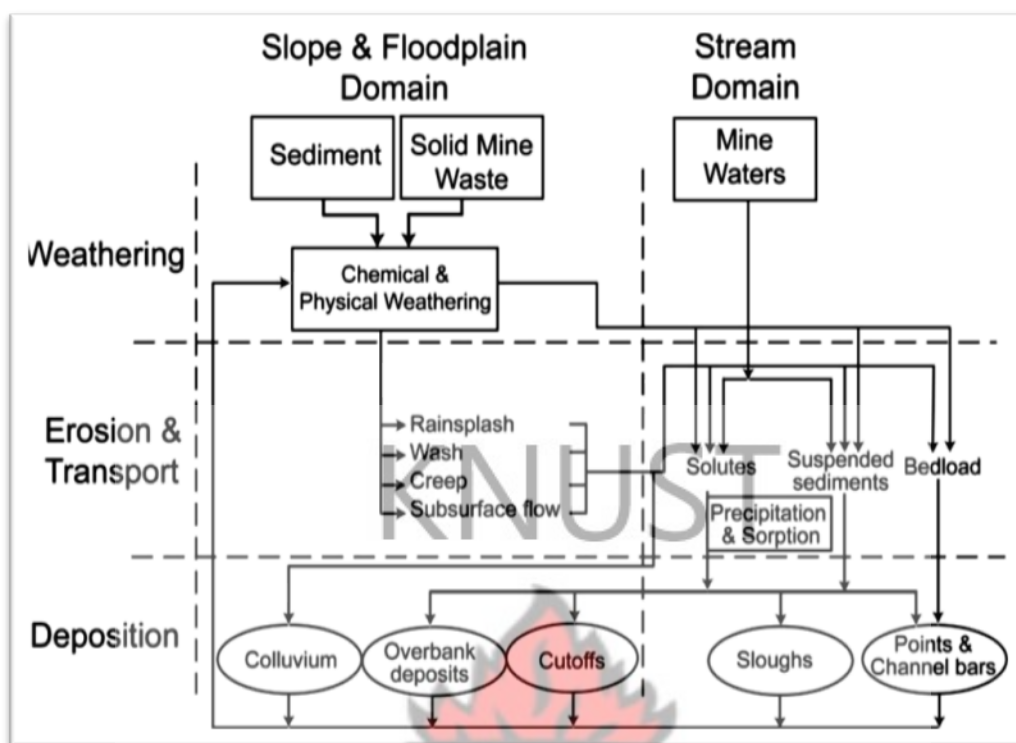 Slope & Floodplain
Domain
Stream
Domain
Sediment
Solid Mine
Waste
Mine
Waters
Weathering
Chemical &
Physical Weathering
Erosion &
Transport
Rainsplash
Wash
Creep
Subsurface flow
KNUST
Solutes
Suspended
sediments
Bedload
Precipitation
& Sorption
Deposition
Colluvium
Overbank
deposits
Cutoffs
Sloughs
Points &
Channel bars